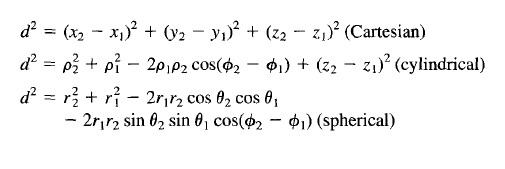 d² = (x₂ − x₁)² + (y₂ − y₁)² + (z₂ − z₁)² (Cartesian)
d² = ρ₂² + ρ₁² − 2ρ₁ρ₂ cos(ϕ₂ − ϕ₁) + (z₂ − z₁)² (cylindrical)
d² = r₂² + r₁² − 2r₁r₂ cos θ₂ cos θ₁
− 2r₁r₂ sin θ₂ sin θ₁ cos(ϕ₂ − ϕ₁) (spherical)